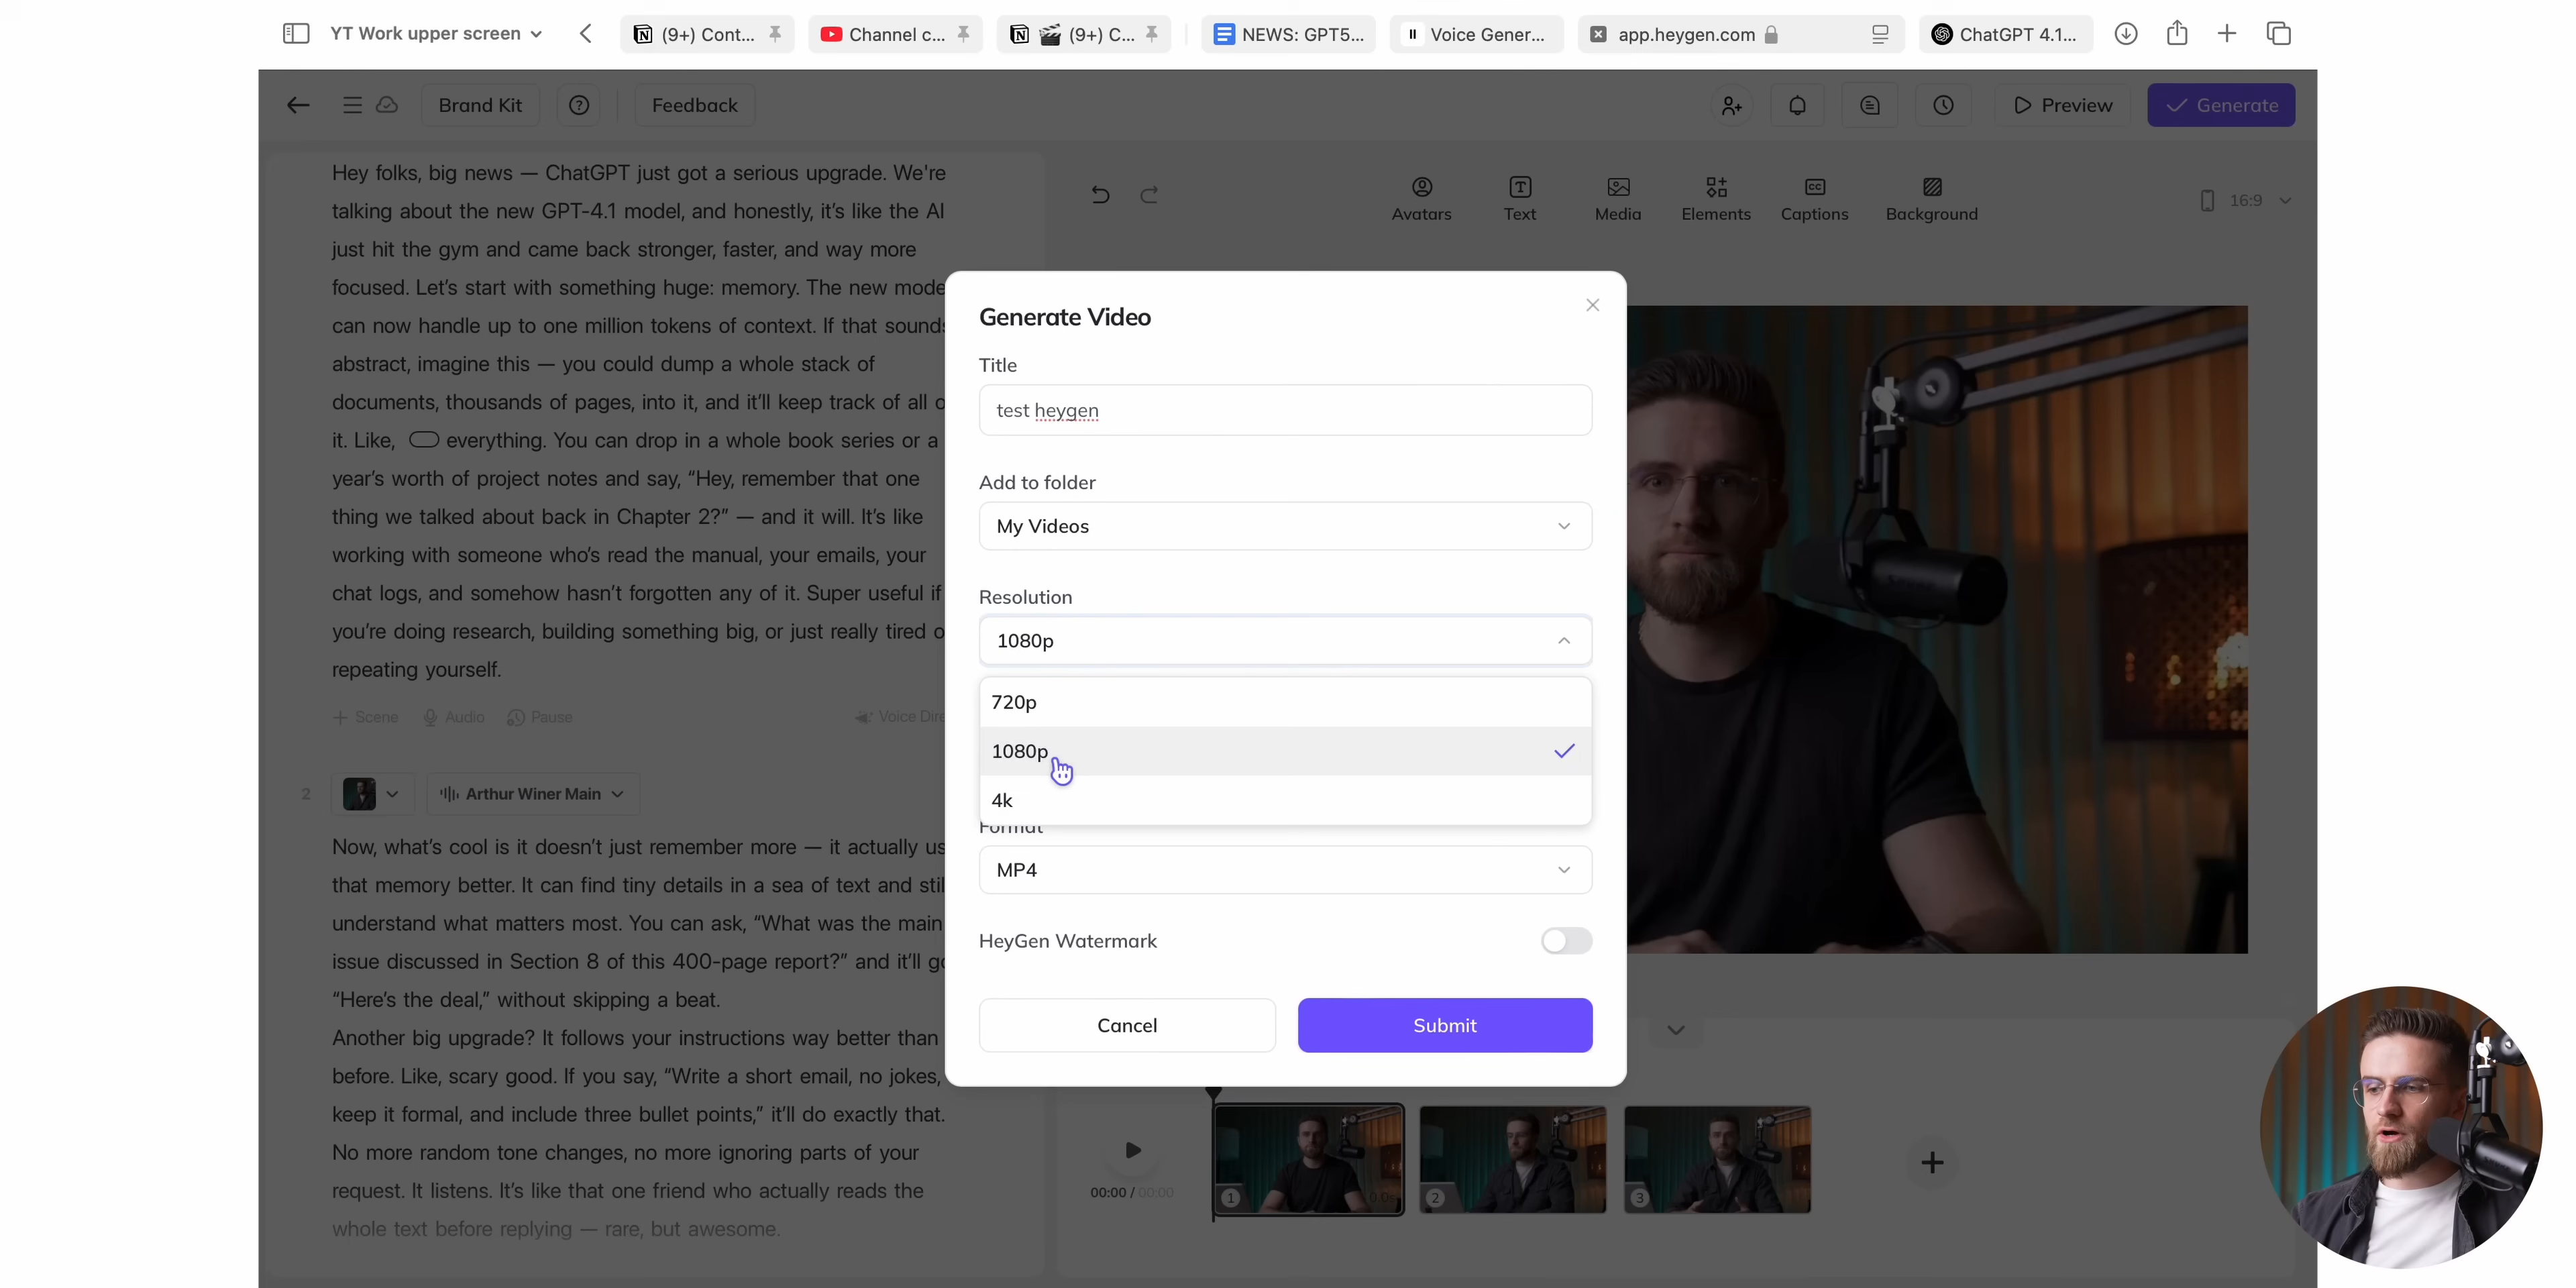 YT Work upper screen
(9+) Cont...
Channel c...
(9+) C...
NEWS: GPT5...
Voice Gener...
app.heygen.com
ChatGPT 4.1...
Brand Kit
Feedback
Preview
Generate
Hey folks, big news — ChatGPT just got a serious upgrade. We're
talking about the new GPT-4.1 model, and honestly, it's like the AI
just hit the gym and came back stronger, faster, and way more
focused. Let's start with something huge: memory. The new mode
can now handle up to one million tokens of context. If that sounds
abstract, imagine this — you could dump a whole stack of
documents, thousands of pages, into it, and it'll keep track of all o
it. Like, everything. You can drop in a whole book series or a
year's worth of project notes and say, “Hey, remember that one
thing we talked about back in Chapter 2?” — and it will. It's like
working with someone who's read the manual, your emails, your
chat logs, and somehow hasn't forgotten any of it. Super useful if
you're doing research, building something big, or just really tired o
repeating yourself.
Scene
Audio
Pause
Voice Dire
2
Arthur Winer Main
Now, what's cool is it doesn't just remember more — it actually us
that memory better. It can find tiny details in a sea of text and stil
understand what matters most. You can ask, “What was the main
issue discussed in Section 8 of this 400-page report?” and it'll go
“Here's the deal,” without skipping a beat.
Another big upgrade? It follows your instructions way better than
before. Like, scary good. If you say, “Write a short email, no jokes,
keep it formal, and include three bullet points,” it'll do exactly that.
No more random tone changes, no more ignoring parts of your
request. It listens. It's like that one friend who actually reads the
whole text before replying — rare, but awesome.
Avatars
Text
Media
Elements
Captions
Background
16:9
Generate Video
Title
test heygen
Add to folder
My Videos
Resolution
1080p
720p
1080p
4k
Format
MP4
HeyGen Watermark
Cancel
Submit
00:00 / 00:00
1
0.0s
2
3